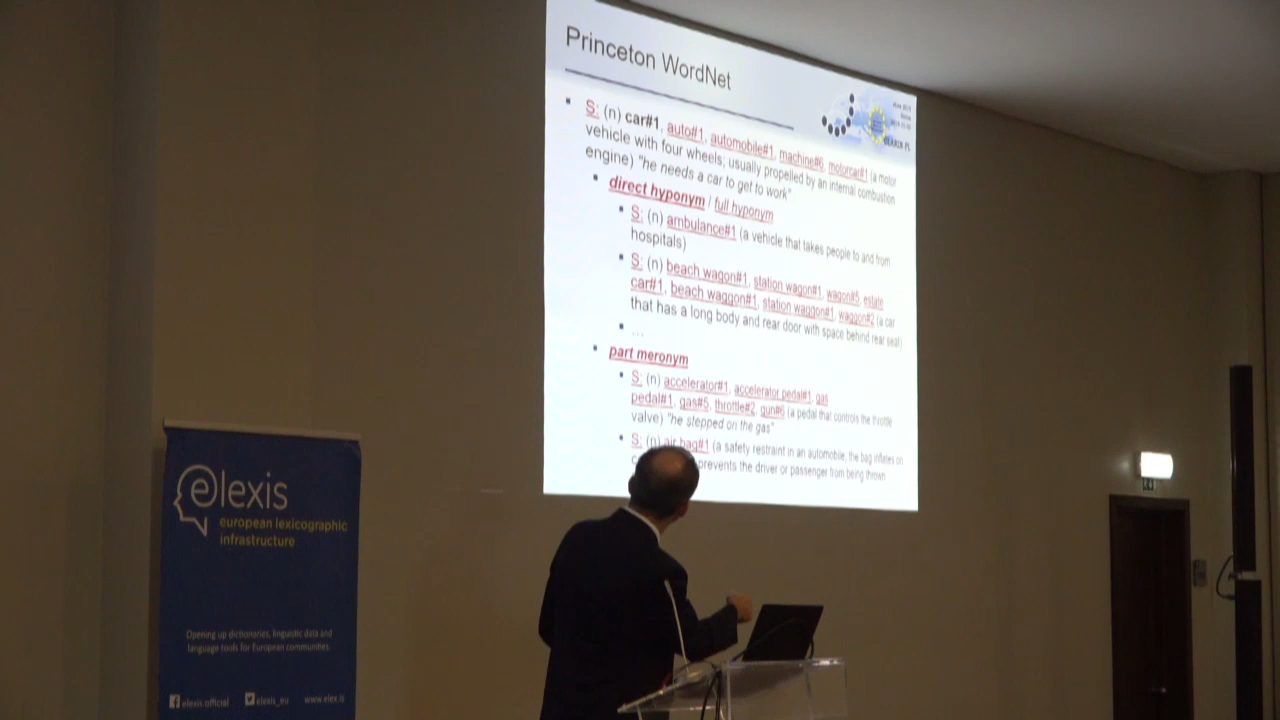 Princeton WordNet
CLARIN-PL
S: (n) car#1, auto#1, automobile#1, machine#6, motorcar#1 (a motor
vehicle with four wheels; usually propelled by an internal combustion
engine) "he needs a car to get to work"
direct hyponym / full hyponym
S: (n) ambulance#1 (a vehicle that takes people to and from
hospitals)
S: (n) beach wagon#1, station wagon#1, wagon#5, estate
car#1, beach waggon#1, station waggon#1, waggon#2 (a car
that has a long body and rear door with space behind rear seat)
...
part meronym
S: (n) accelerator#1, accelerator pedal#1, gas
pedal#1, gas#5, throttle#2, gun#6 (a pedal that controls the throttle
valve) "he stepped on the gas"
S: (n) air bag#1 (a safety restraint in an automobile; the bag inflates on
prevents the driver or passenger from being thrown
elexis
european lexicographic
infrastructure
Opening up dictionaries, linguistic data and
language tools for European communities.
elexis.official elexis_eu www.elex.is